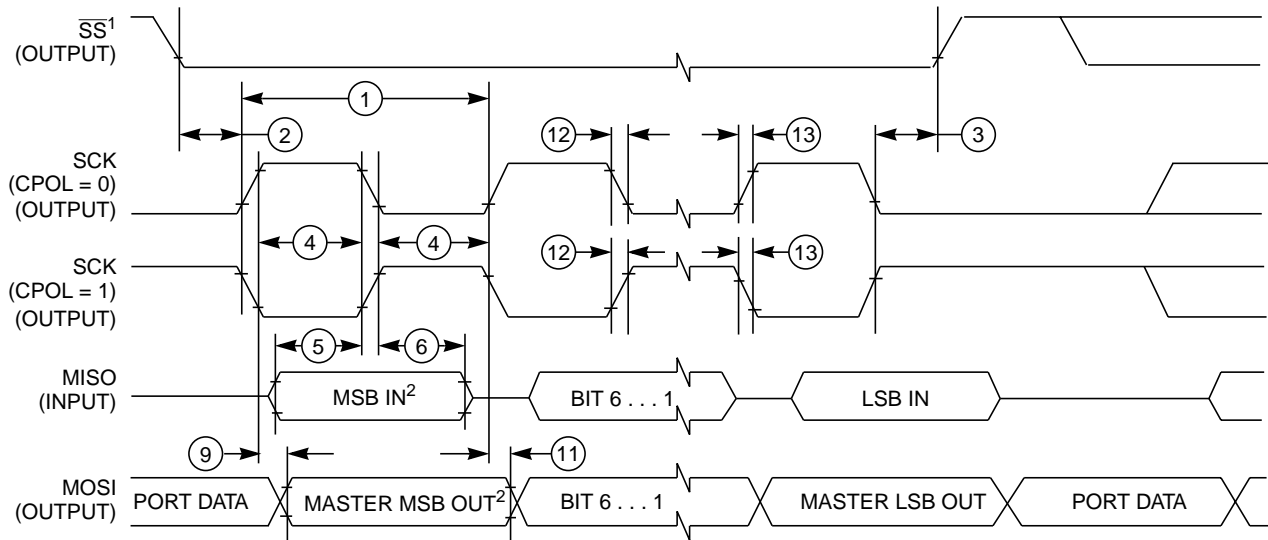 SS¹
(OUTPUT)
1
2
12
13
3
SCK
(CPOL = 0)
(OUTPUT)
4
4
12
13
SCK
(CPOL = 1)
(OUTPUT)
5
6
MISO
(INPUT)
MSB IN²
BIT 6 . . . 1
LSB IN
9
11
MOSI
(OUTPUT)
PORT DATA
MASTER MSB OUT²
BIT 6 . . . 1
MASTER LSB OUT
PORT DATA